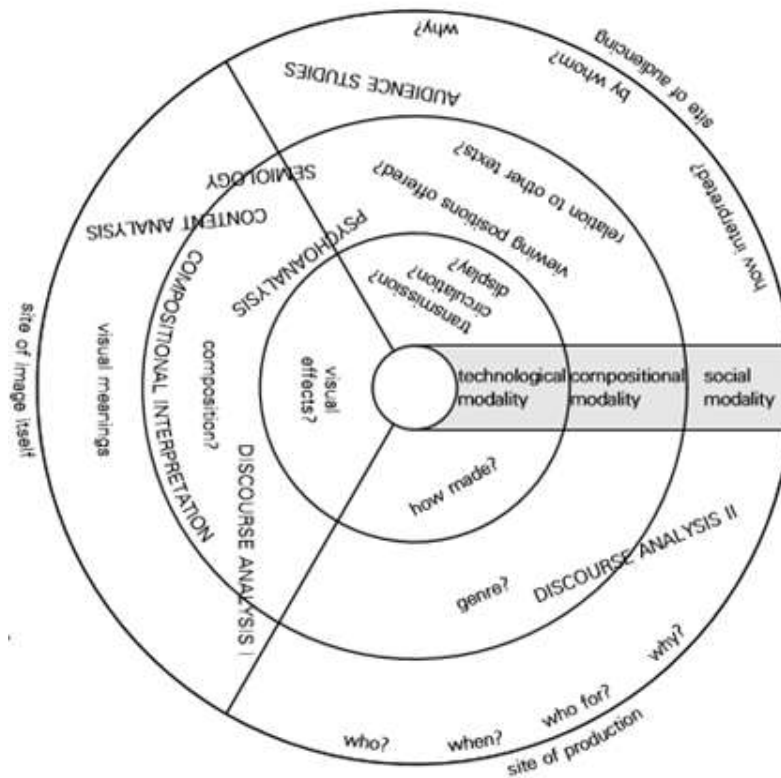 site of audiencing
why?
by whom?
how interpreted?
AUDIENCE STUDIES
relation to other texts?
viewing positions offered?
transmission?
circulation?
display?
SEMIOLOGY
CONTENT ANALYSIS
PSYCHOANALYSIS
COMPOSITIONAL INTERPRETATION
site of image itself
visual meanings
composition?
visual
effects?
DISCOURSE ANALYSIS I
technological
modality
compositional
modality
social
modality
how made?
genre?
DISCOURSE ANALYSIS II
who?
when?
who for?
why?
site of production